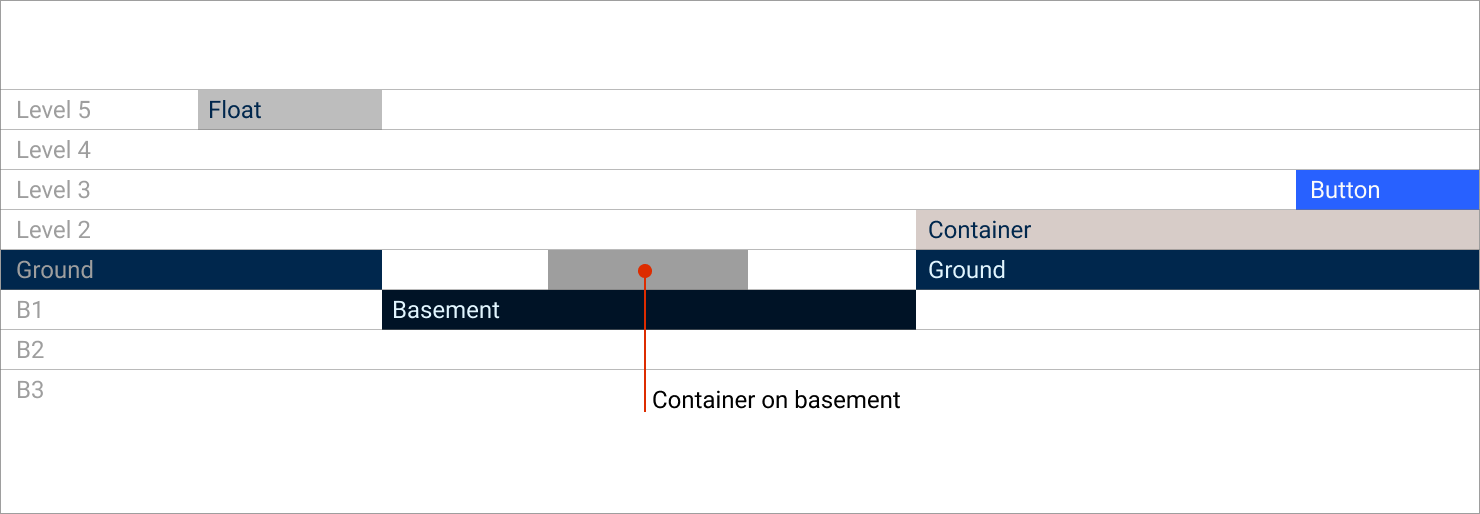 Level 5 Float
Level 4
Level 3 Button
Level 2 Container
Ground Ground
B1 Basement
B2
B3 Container on basement